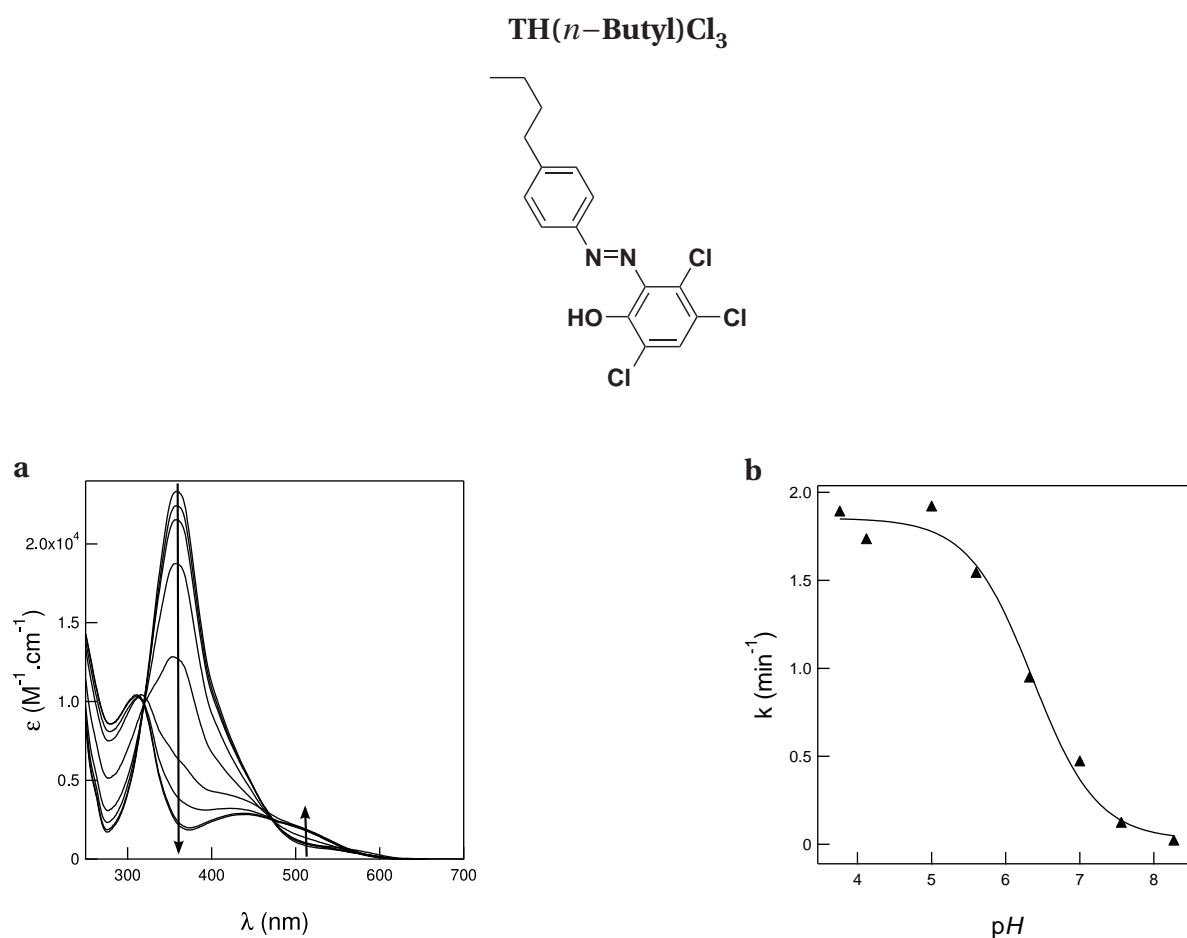 TH(n−Butyl)Cl₃
N=N
Cl
HO
Cl
Cl
a
b
2.0x10⁴
1.5
1.0
0.5
0
ε (M⁻¹.cm⁻¹)
300 400 500 600 700
λ (nm)
2.0
1.5
1.0
0.5
0
k (min⁻¹)
4 5 6 7 8
pH